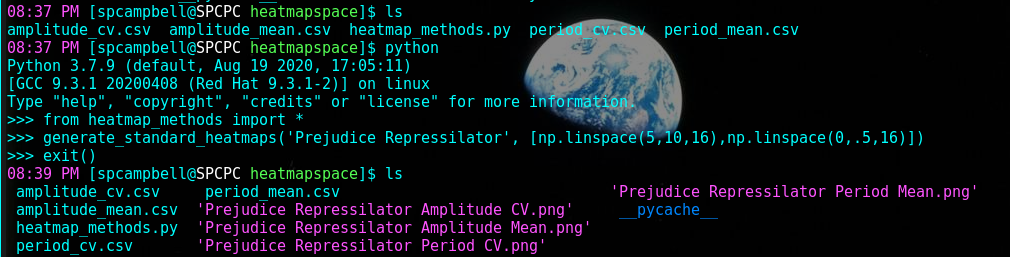 08:37 PM [spcampbell@SPCPC heatmapspace]$ ls
amplitude_cv.csv  amplitude_mean.csv  heatmap_methods.py  period_cv.csv  period_mean.csv
08:37 PM [spcampbell@SPCPC heatmapspace]$ python
Python 3.7.9 (default, Aug 19 2020, 17:05:11)
[GCC 9.3.1 20200408 (Red Hat 9.3.1-2)] on linux
Type "help", "copyright", "credits" or "license" for more information.
>>> from heatmap_methods import *
>>> generate_standard_heatmaps('Prejudice Repressilator', [np.linspace(5,10,16),np.linspace(0,.5,16)])
>>> exit()
08:39 PM [spcampbell@SPCPC heatmapspace]$ ls
 amplitude_cv.csv     period_mean.csv                              'Prejudice Repressilator Period Mean.png'
 amplitude_mean.csv  'Prejudice Repressilator Amplitude CV.png'     __pycache__
 heatmap_methods.py  'Prejudice Repressilator Amplitude Mean.png'
 period_cv.csv       'Prejudice Repressilator Period CV.png'